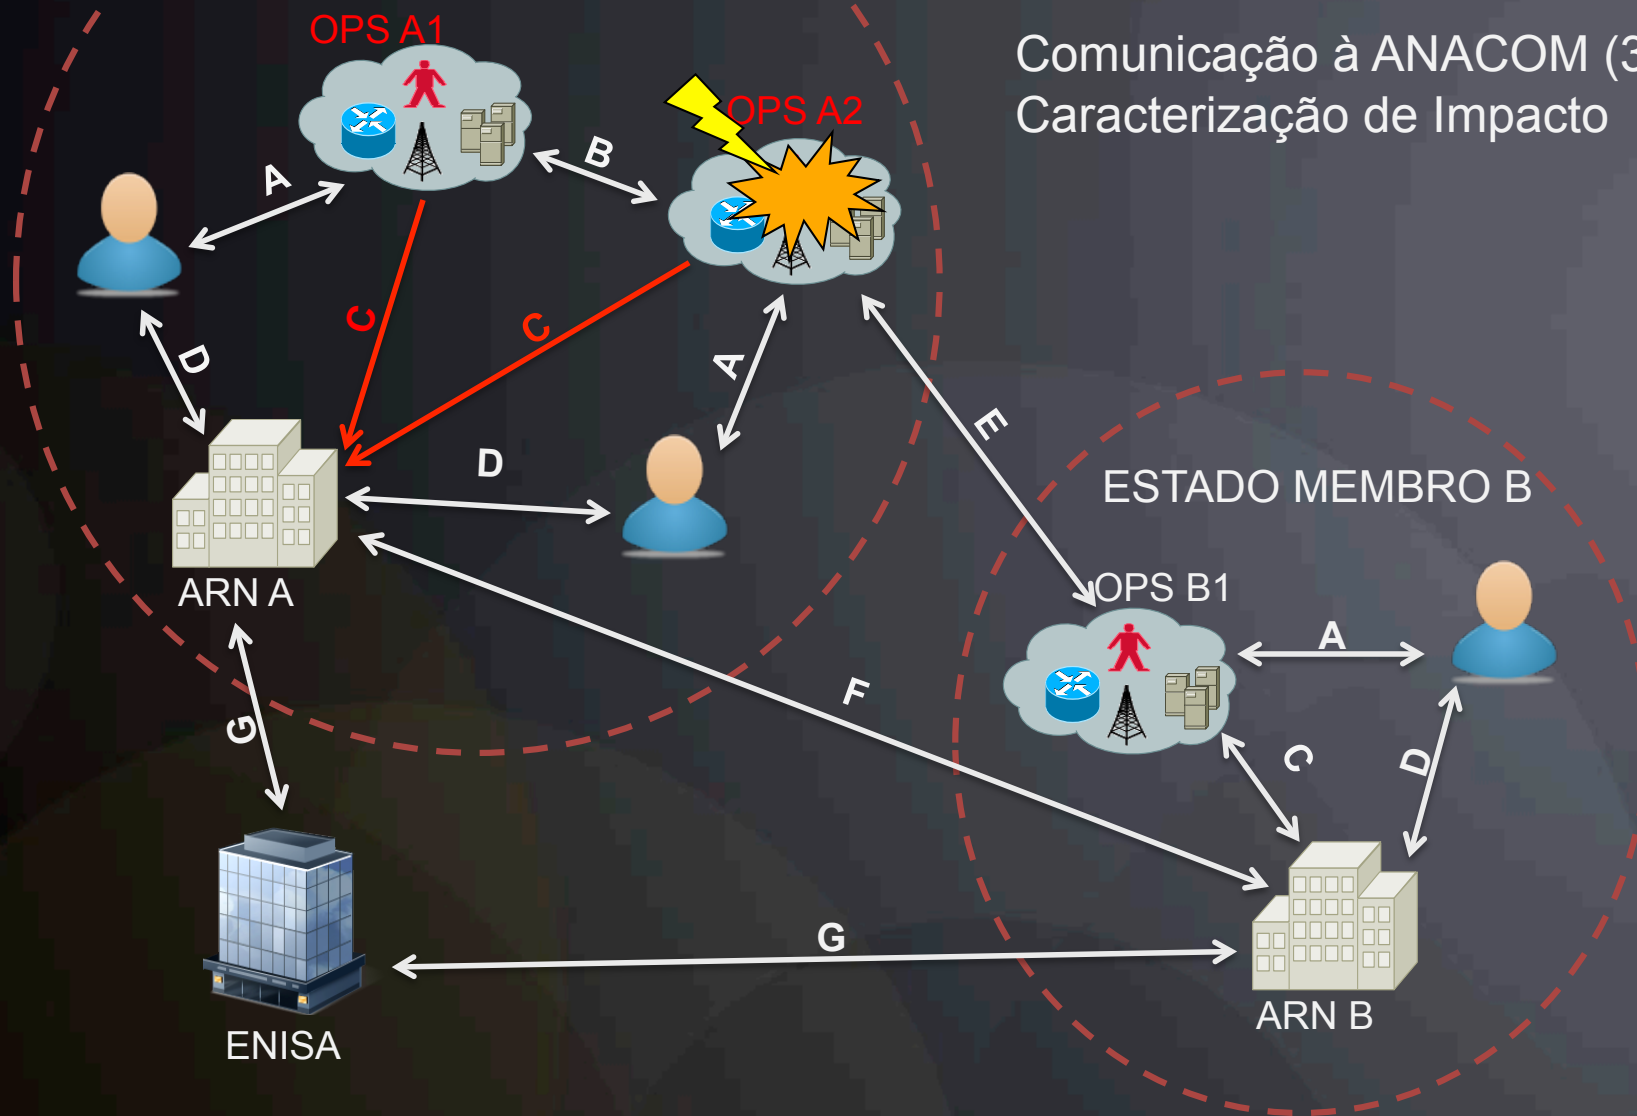 OPS A1
Comunicação à ANACOM (3
Caracterização de Impacto
OPS A2
B
A
C
C
D
A
D
E
ESTADO MEMBRO B
ARN A
OPS B1
A
F
G
C
D
G
ARN B
ENISA